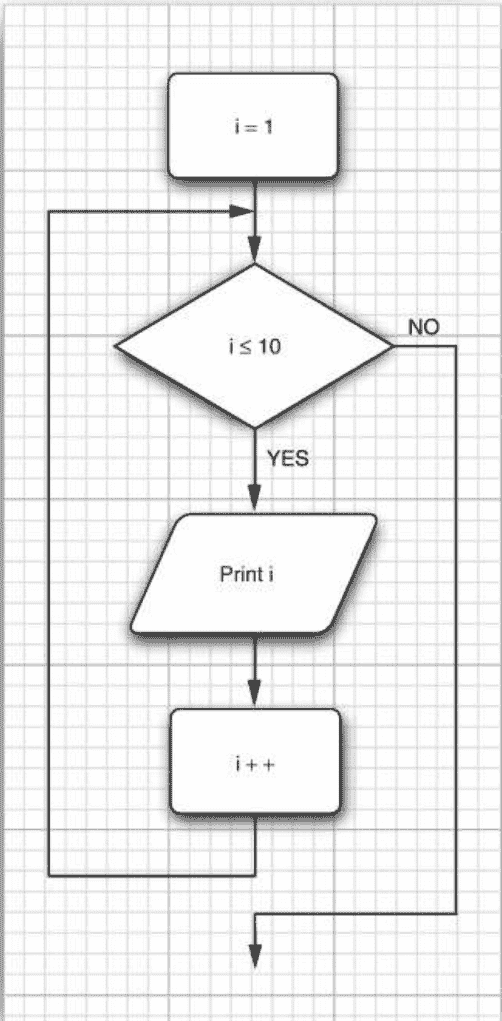 i = 1
i ≤ 10
NO
YES
Print i
i + +